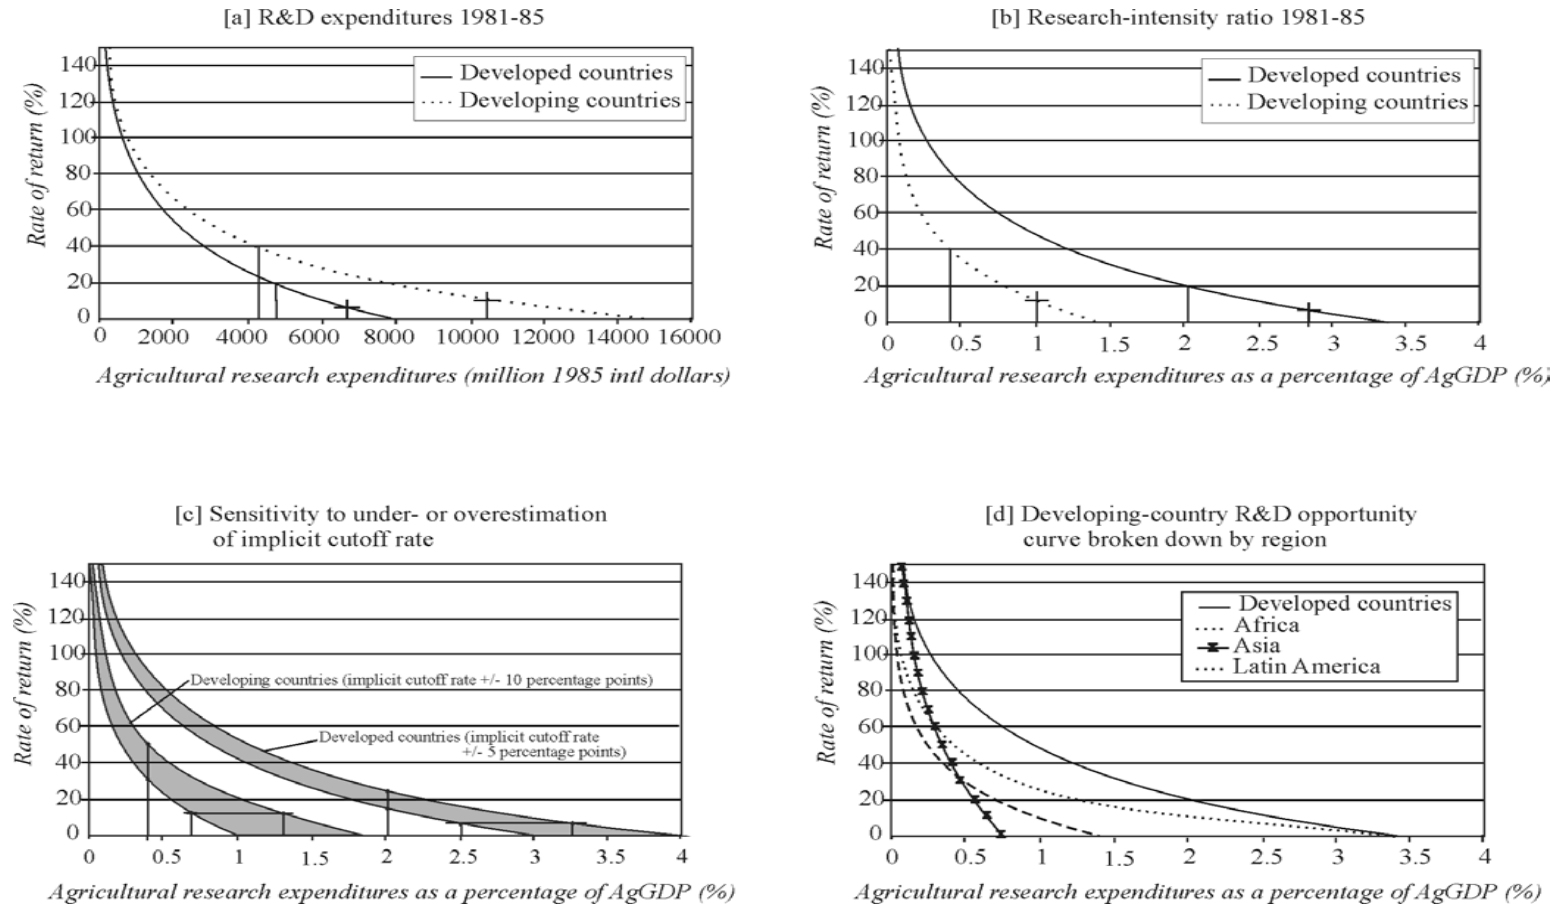 [a] R&D expenditures 1981-85
140
120
100
80
60
40
20
0
Rate of return (%)
Developed countries
Developing countries
0 2000 4000 6000 8000 10000 12000 14000 16000
Agricultural research expenditures (million 1985 intl dollars)
[b] Research-intensity ratio 1981-85
140
120
100
80
60
40
20
0
Rate of return (%)
Developed countries
Developing countries
0 0.5 1 1.5 2 2.5 3 3.5 4
Agricultural research expenditures as a percentage of AgGDP (%)
[c] Sensitivity to under- or overestimation
of implicit cutoff rate
140
120
100
80
60
40
20
0
Rate of return (%)
Developing countries (implicit cutoff rate +/- 10 percentage points)
Developed countries (implicit cutoff rate
+/- 5 percentage points)
0 0.5 1 1.5 2 2.5 3 3.5 4
Agricultural research expenditures as a percentage of AgGDP (%)
[d] Developing-country R&D opportunity
curve broken down by region
140
120
100
80
60
40
20
0
Rate of return (%)
Developed countries
Africa
Asia
Latin America
0 0.5 1 1.5 2 2.5 3 3.5 4
Agricultural research expenditures as a percentage of AgGDP (%)